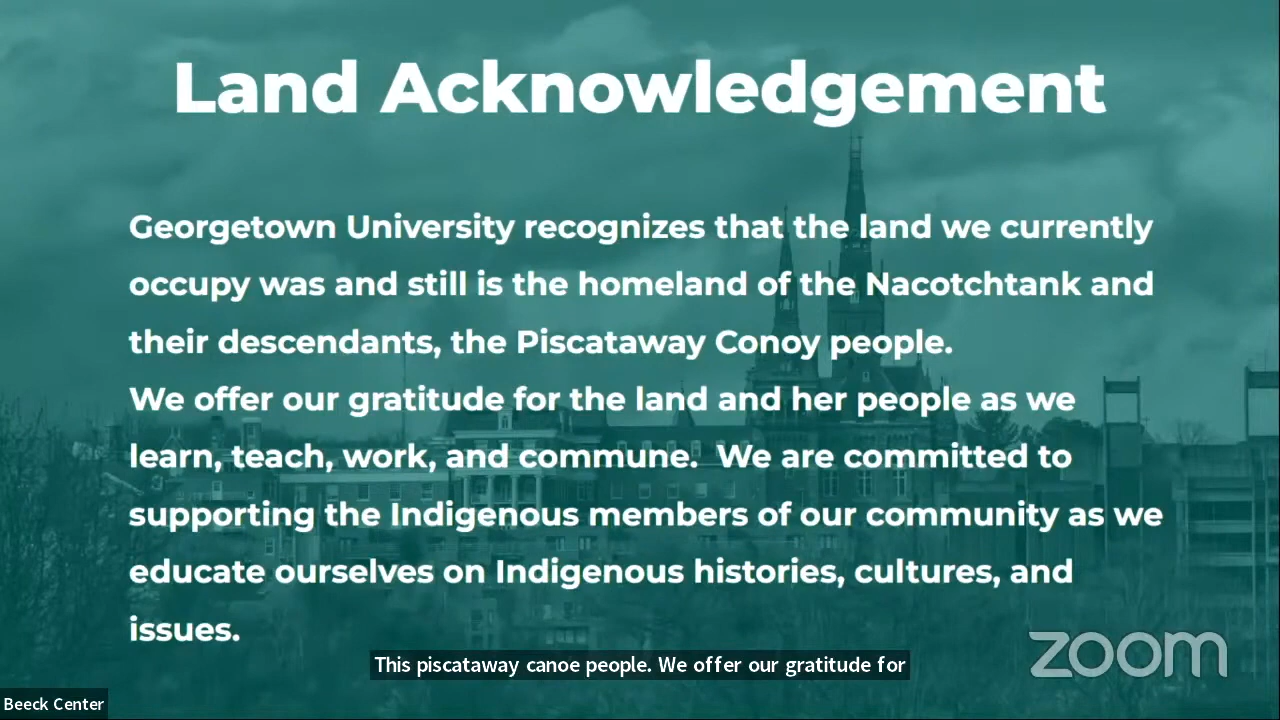 Land Acknowledgement
Georgetown University recognizes that the land we currently
occupy was and still is the homeland of the Nacotchtank and
their descendants, the Piscataway Conoy people.
We offer our gratitude for the land and her people as we
learn, teach, work, and commune.  We are committed to
supporting the Indigenous members of our community as we
educate ourselves on Indigenous histories, cultures, and
issues.
This piscataway canoe people. We offer our gratitude for
zoom
Beeck Center